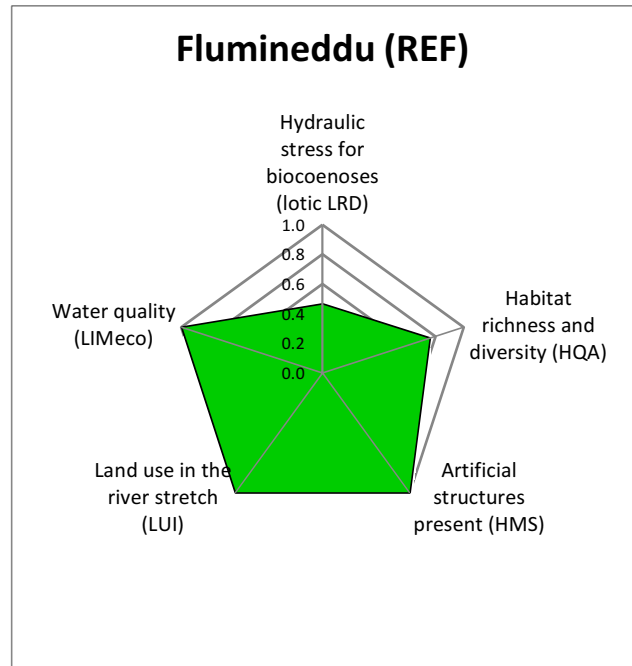 Flumineddu (REF)
Hydraulic
stress for
biocoenoses
(lotic LRD)
1.0
0.8
0.6
0.4
0.2
0.0
Water quality
(LIMeco)
Habitat
richness and
diversity (HQA)
Land use in the
river stretch
(LUI)
Artificial
structures
present (HMS)